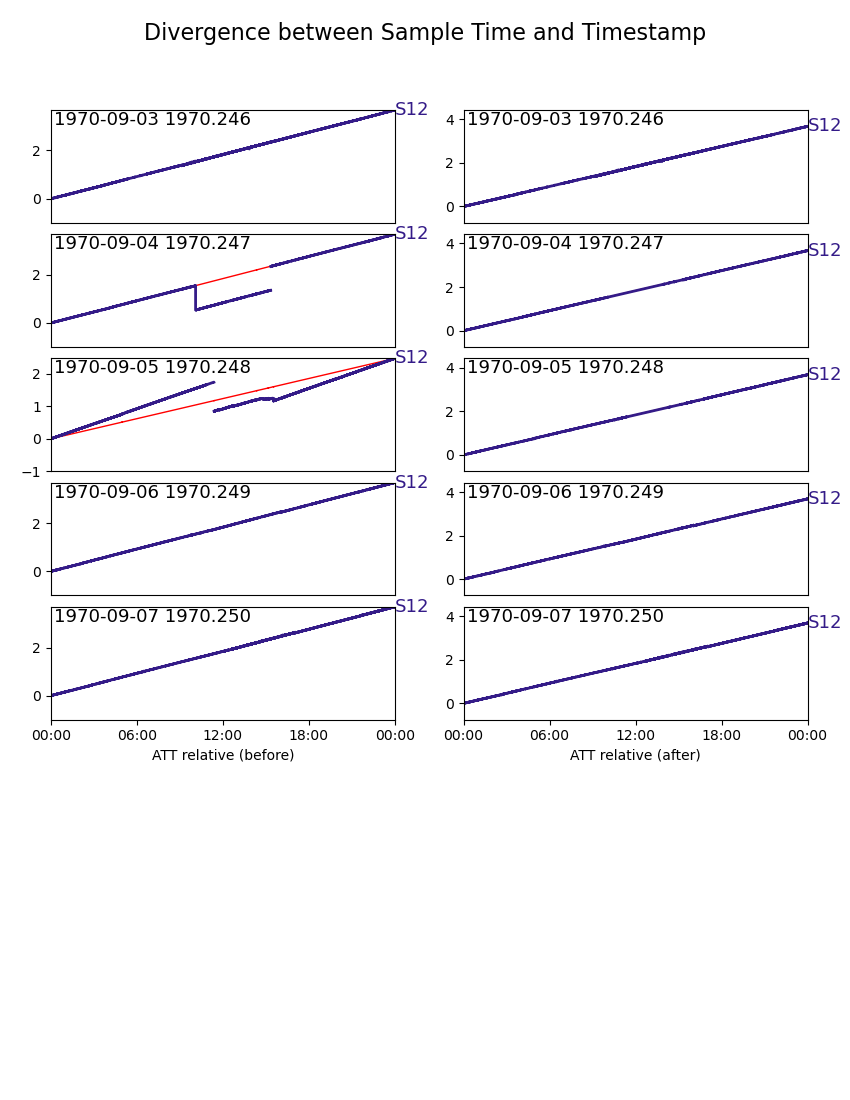 Divergence between Sample Time and Timestamp
1970-09-03 1970.246
S12
2
0
1970-09-03 1970.246
S12
4
2
0
1970-09-04 1970.247
S12
2
0
1970-09-04 1970.247
S12
4
2
0
1970-09-05 1970.248
S12
2
1
0
−1
1970-09-05 1970.248
S12
4
2
0
1970-09-06 1970.249
S12
2
0
1970-09-06 1970.249
S12
4
2
0
1970-09-07 1970.250
S12
2
0
00:00 06:00 12:00 18:00 00:00
ATT relative (before)
1970-09-07 1970.250
S12
4
2
0
00:00 06:00 12:00 18:00 00:00
ATT relative (after)